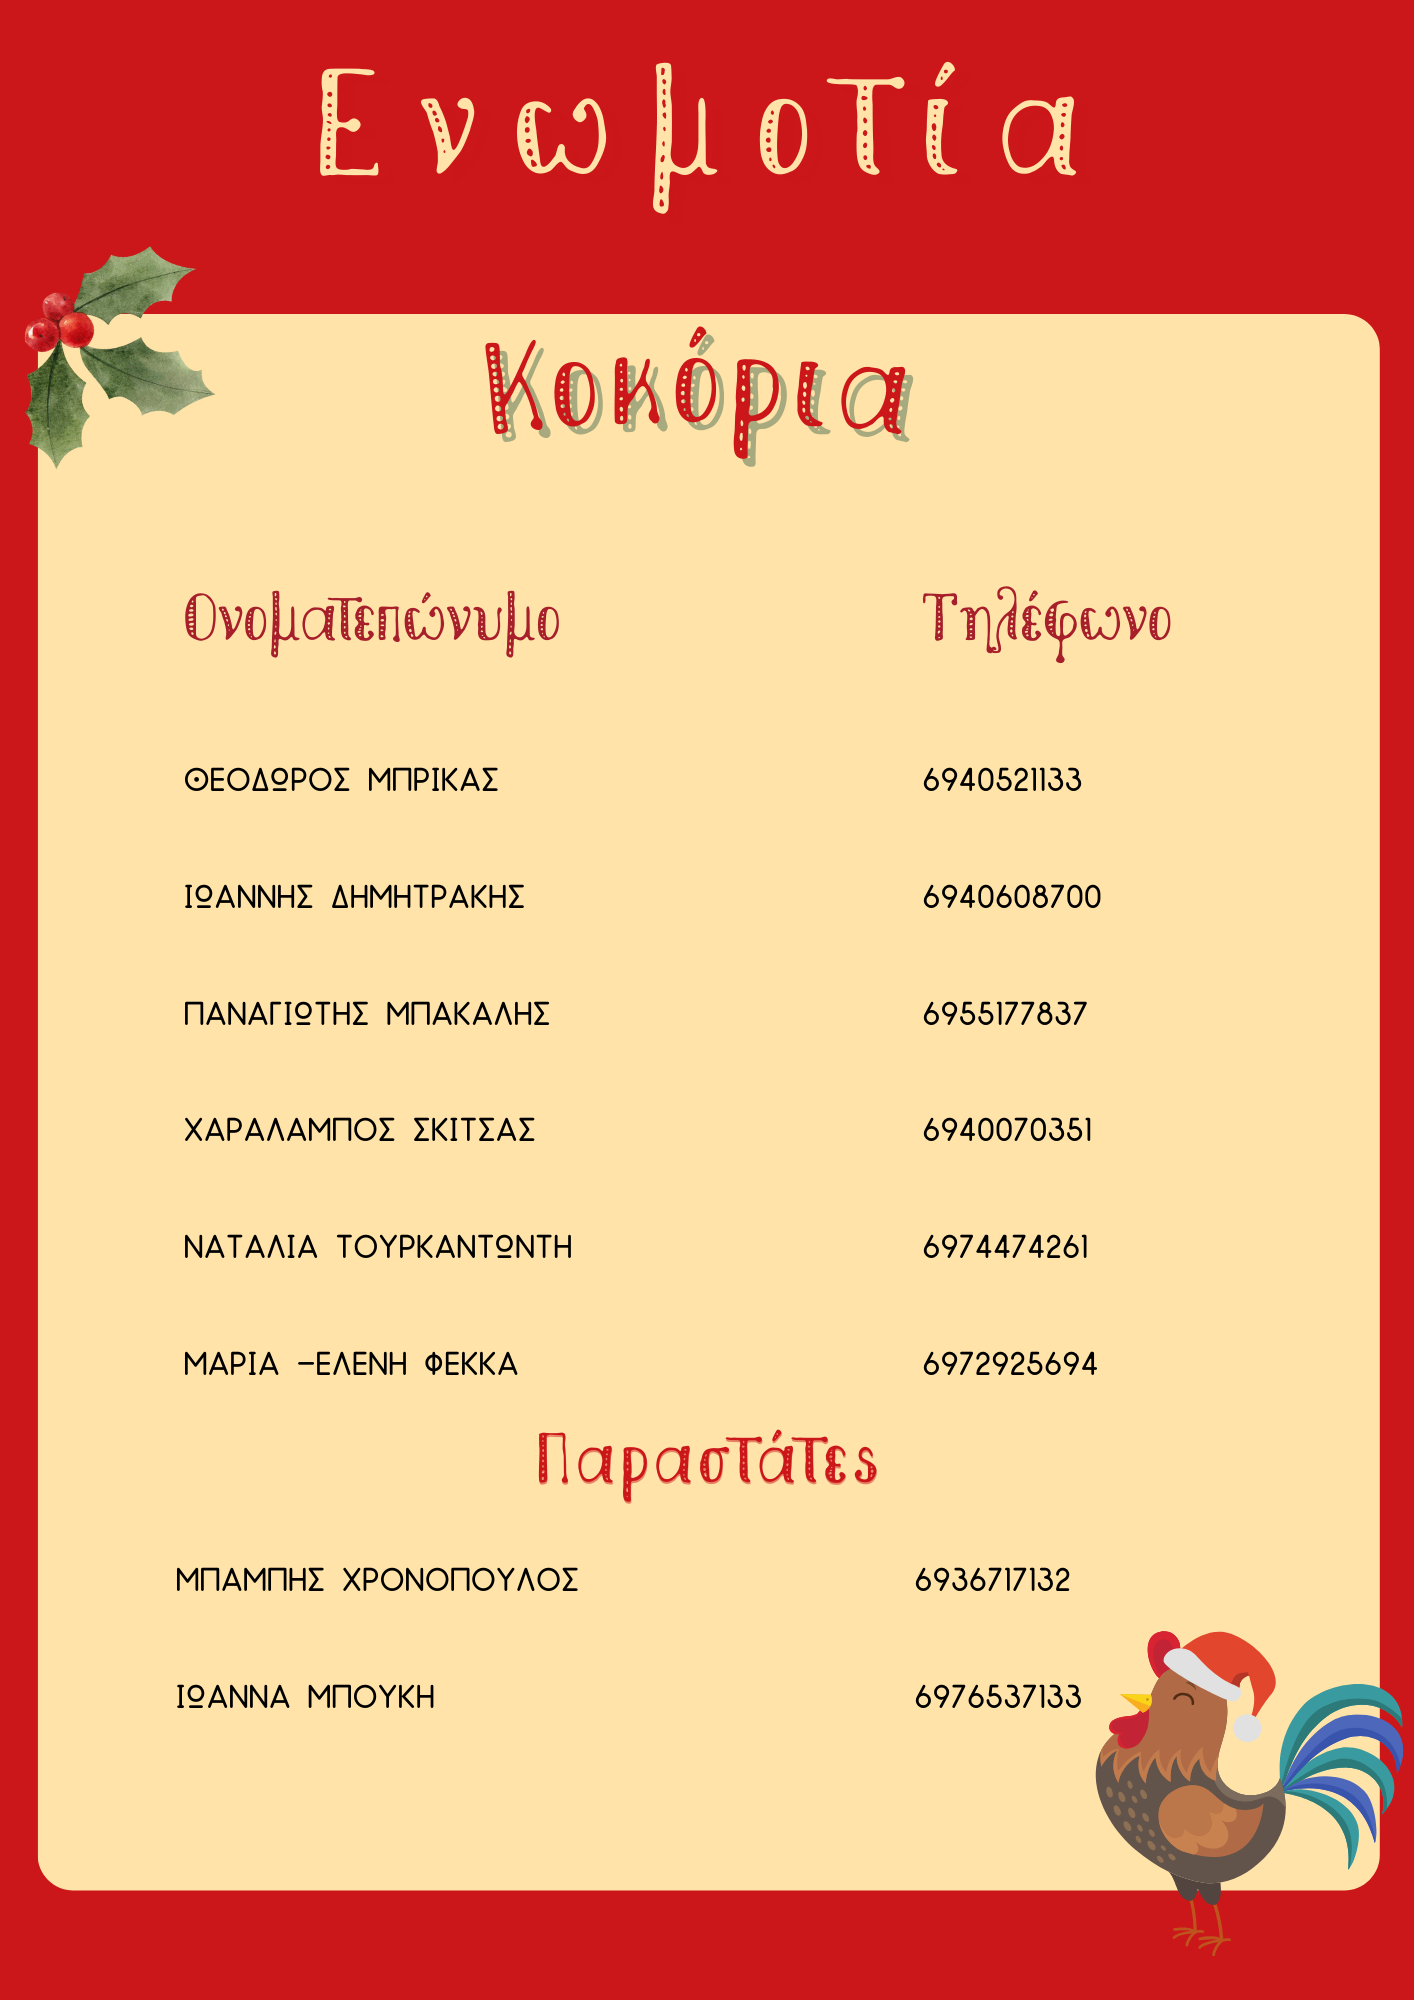 Ενωμοτία
Κοκόρια
Ονοματεπώνυμο Τηλέφωνο
ΘΕΟΔΩΡΟΣ ΜΠΡΙΚΑΣ 6940521133
ΙΩΑΝΝΗΣ ΔΗΜΗΤΡΑΚΗΣ 6940608700
ΠΑΝΑΓΙΩΤΗΣ ΜΠΑΚΑΛΗΣ 6955177837
ΧΑΡΑΛΑΜΠΟΣ ΣΚΙΤΣΑΣ 6940070351
ΝΑΤΑΛΙΑ ΤΟΥΡΚΑΝΤΩΝΤΗ 6974474261
ΜΑΡΙΑ -ΕΛΕΝΗ ΦΕΚΚΑ 6972925694
Παραστάτες
ΜΠΑΜΠΗΣ ΧΡΟΝΟΠΟΥΛΟΣ 6936717132
ΙΩΑΝΝΑ ΜΠΟΥΚΗ 6976537133